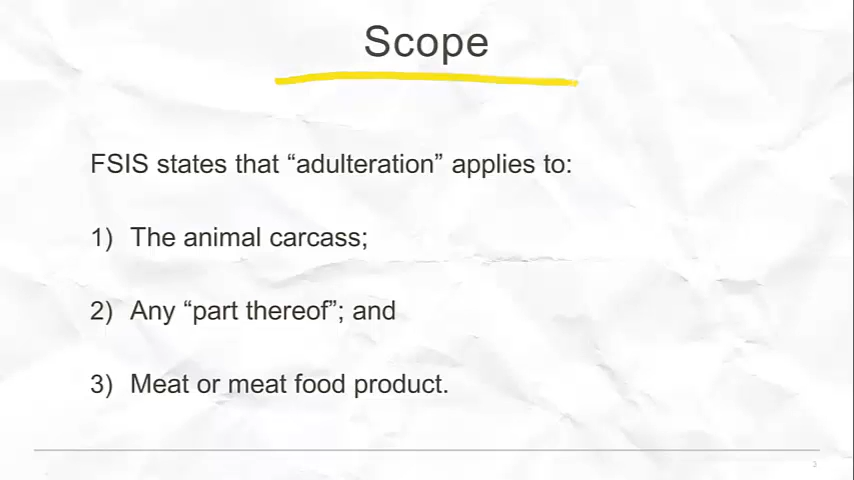 Scope
FSIS states that “adulteration” applies to:
1) The animal carcass;
2) Any “part thereof”; and
3) Meat or meat food product.
3